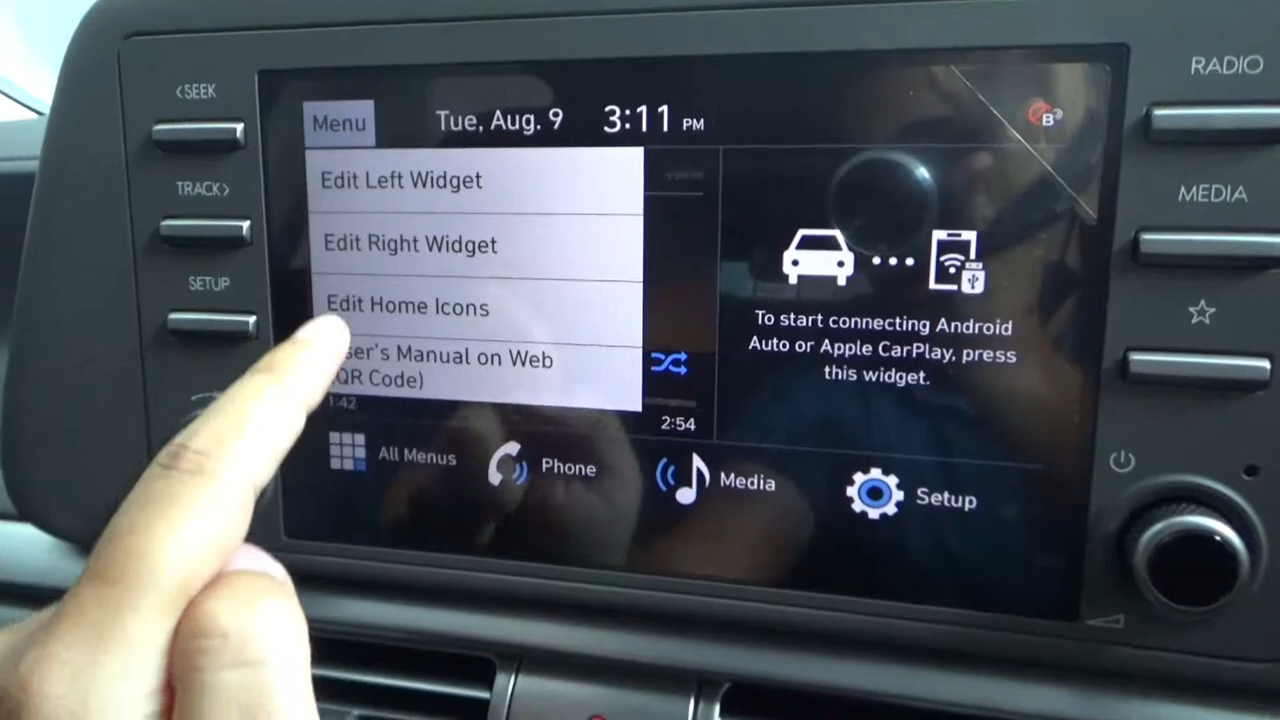 <SEEK
TRACK>
SETUP
Menu
Tue, Aug. 9
3:11 PM
B
Edit Left Widget
Edit Right Widget
Edit Home Icons
ser's Manual on Web
QR Code)
1:42
2:54
To start connecting Android
Auto or Apple CarPlay, press
this widget.
All Menus
Phone
Media
Setup
RADIO
MEDIA